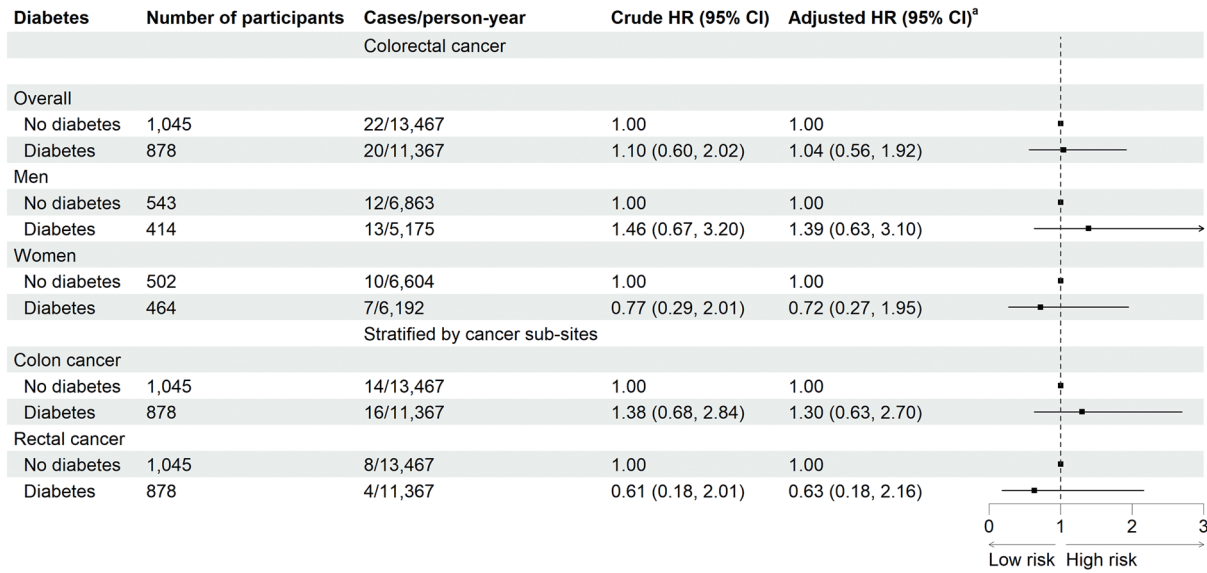 Diabetes Number of participants Cases/person-year Crude HR (95% CI) Adjusted HR (95% CI)a
Colorectal cancer
Overall
No diabetes 1,045 22/13,467 1.00 1.00
Diabetes 878 20/11,367 1.10 (0.60, 2.02) 1.04 (0.56, 1.92)
Men
No diabetes 543 12/6,863 1.00 1.00
Diabetes 414 13/5,175 1.46 (0.67, 3.20) 1.39 (0.63, 3.10)
Women
No diabetes 502 10/6,604 1.00 1.00
Diabetes 464 7/6,192 0.77 (0.29, 2.01) 0.72 (0.27, 1.95)
Stratified by cancer sub-sites
Colon cancer
No diabetes 1,045 14/13,467 1.00 1.00
Diabetes 878 16/11,367 1.38 (0.68, 2.84) 1.30 (0.63, 2.70)
Rectal cancer
No diabetes 1,045 8/13,467 1.00 1.00
Diabetes 878 4/11,367 0.61 (0.18, 2.01) 0.63 (0.18, 2.16)
0 1 2 3
Low risk High risk